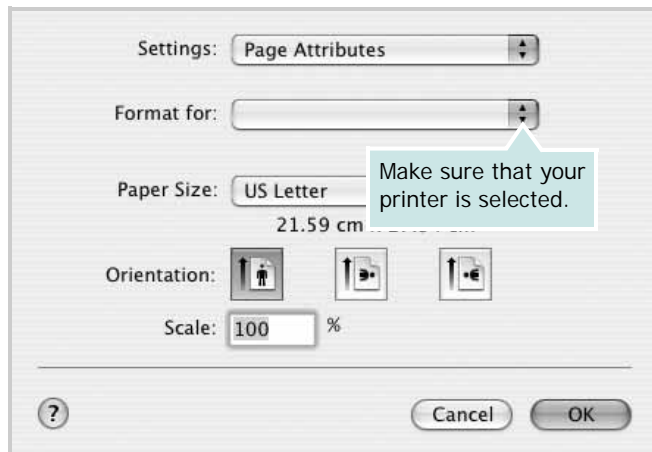 Settings: Page Attributes
Format for:
Make sure that your
printer is selected.
Paper Size: US Letter
21.59 cm
Orientation:
Scale: 100 %
? Cancel OK